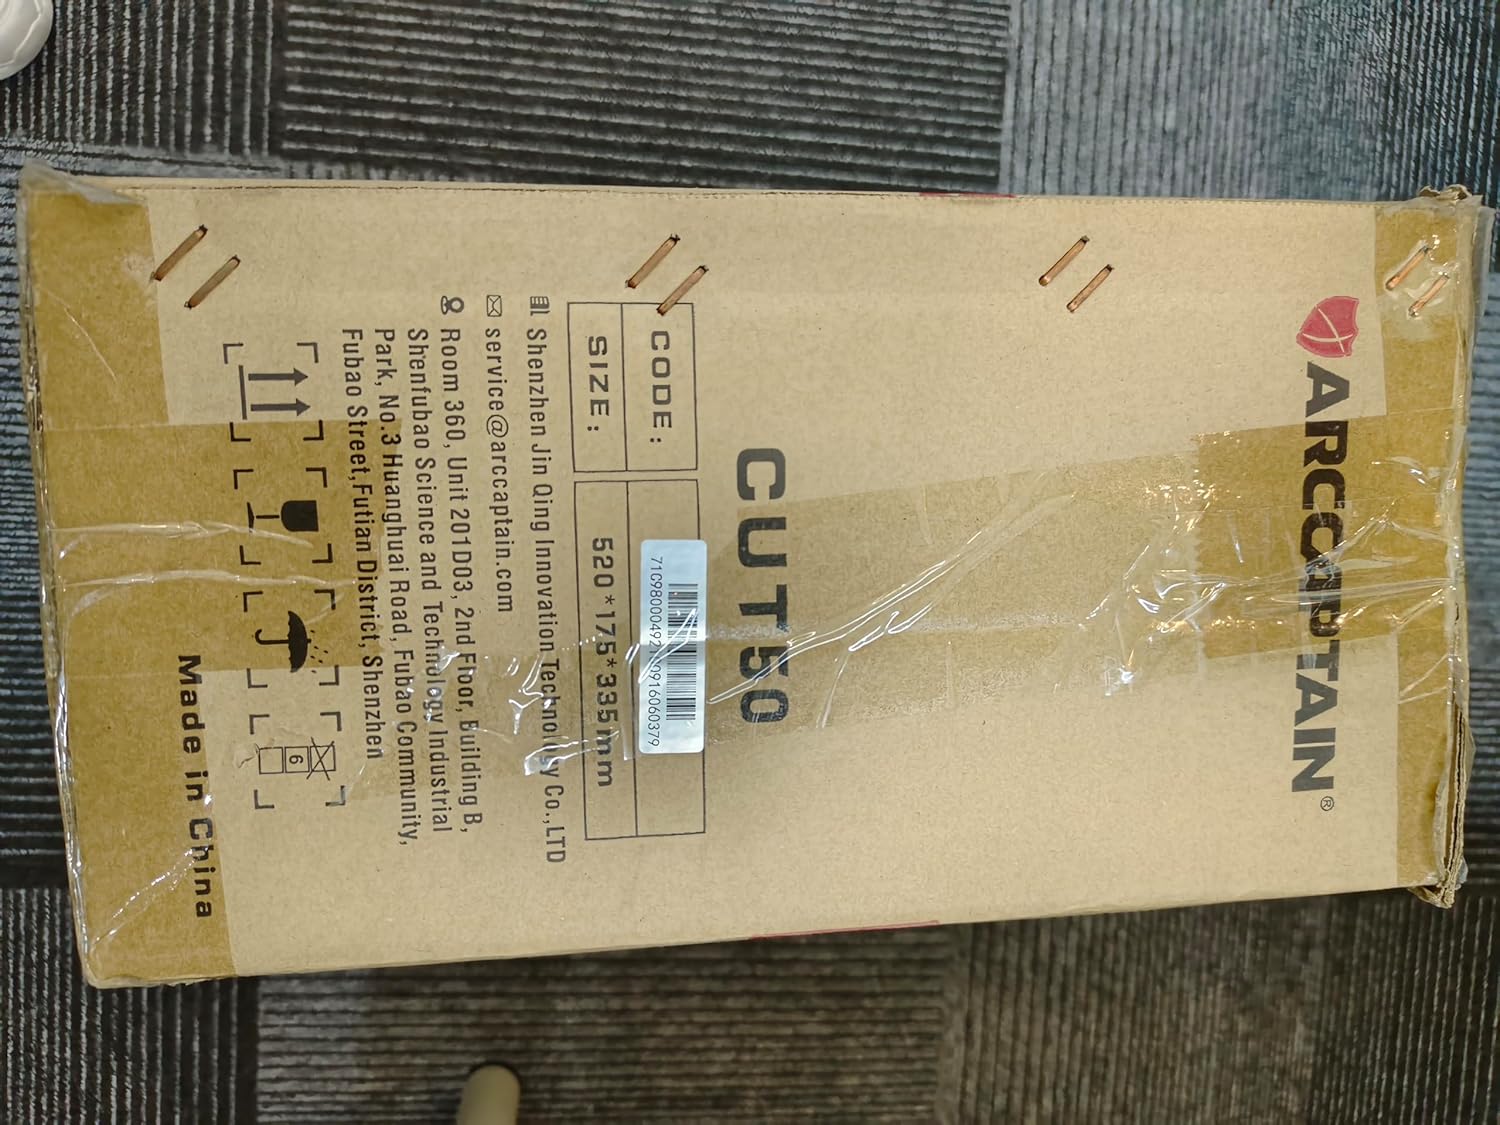 ARCCAPTAIN®
CUT50
CODE:
SIZE: 520*175*335mm
Shenzhen Jin Qing Innovation Technology Co.,LTD
service@arccaptain.com
Room 360, Unit 201D03, 2nd Floor, Building B,
Shenfubao Science and Technology Industrial
Park, No.3 Huanghuai Road, Fubao Community,
Fubao Street,Futian District, Shenzhen
6
Made in China